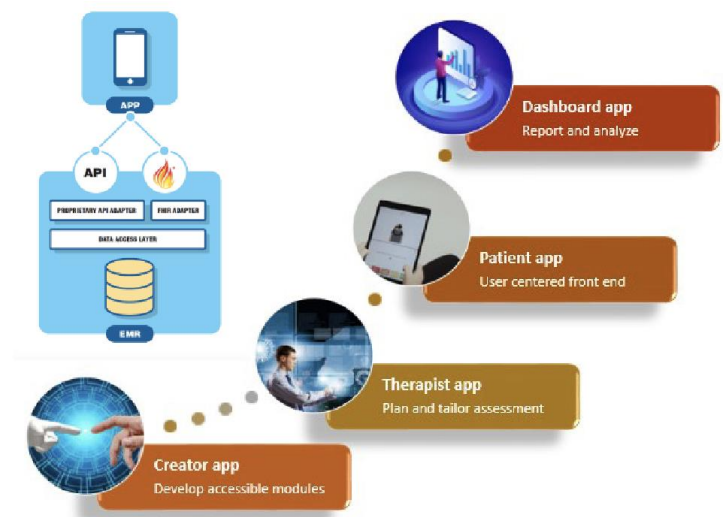 APP
API
PROPRIETARY API ADAPTER
FHIR ADAPTER
DATA ACCESS LAYER
EMR
Dashboard app
Report and analyze
Patient app
User centered front end
Therapist app
Plan and tailor assessment
Creator app
Develop accessible modules